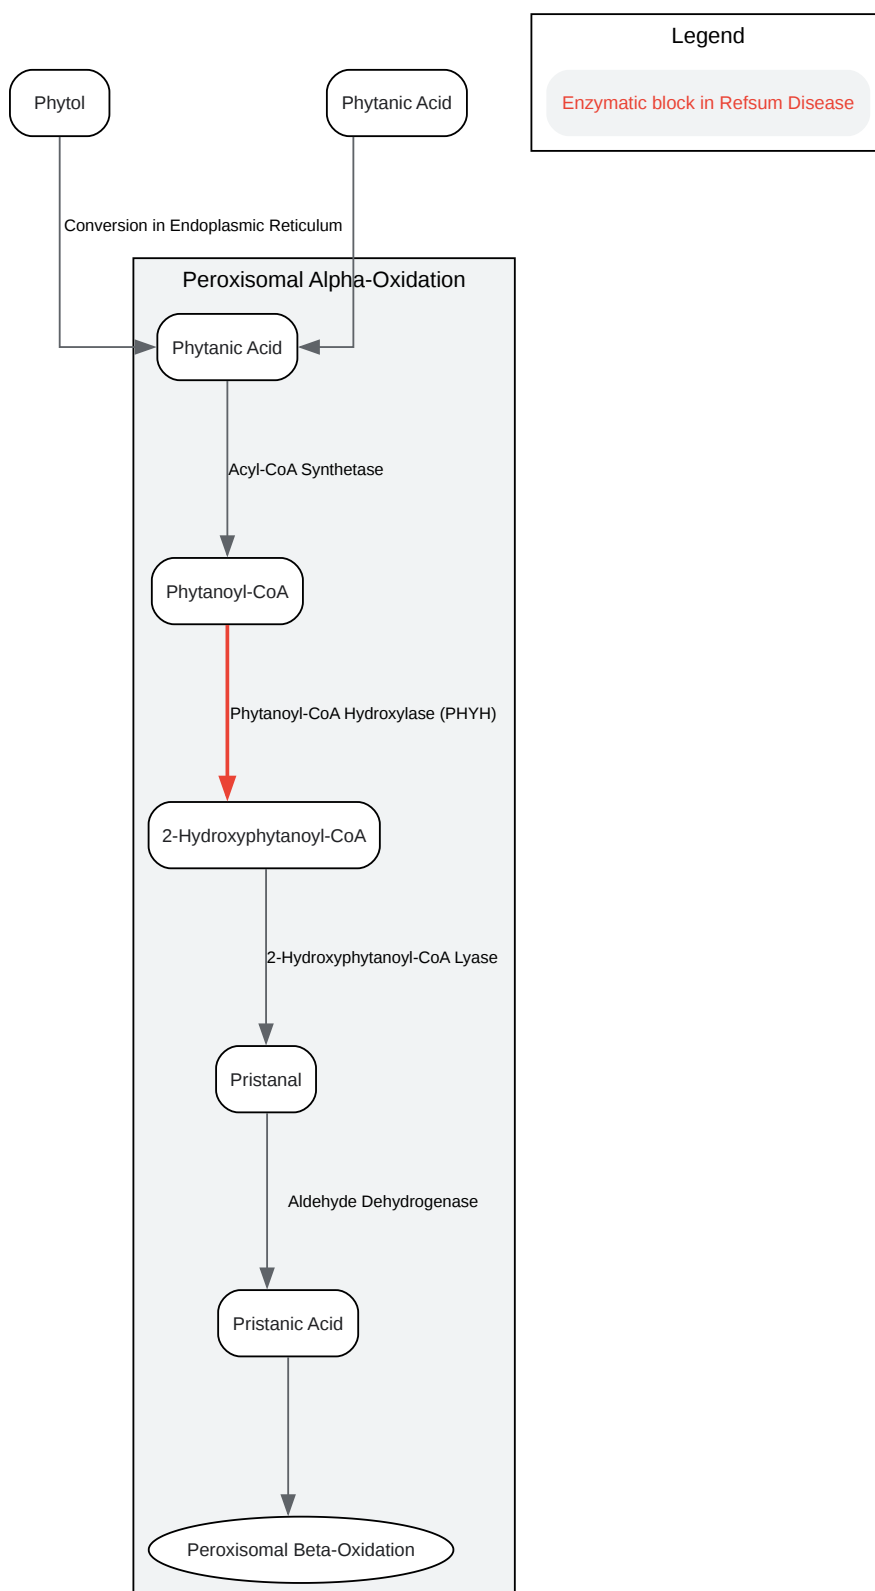 Legend
Enzymatic block in Refsum Disease
Phytol
Phytanic Acid
Conversion in Endoplasmic Reticulum
Peroxisomal Alpha-Oxidation
Phytanic Acid
Acyl-CoA Synthetase
Phytanoyl-CoA
Phytanoyl-CoA Hydroxylase (PHYH)
2-Hydroxyphytanoyl-CoA
2-Hydroxyphytanoyl-CoA Lyase
Pristanal
Aldehyde Dehydrogenase
Pristanic Acid
Peroxisomal Beta-Oxidation